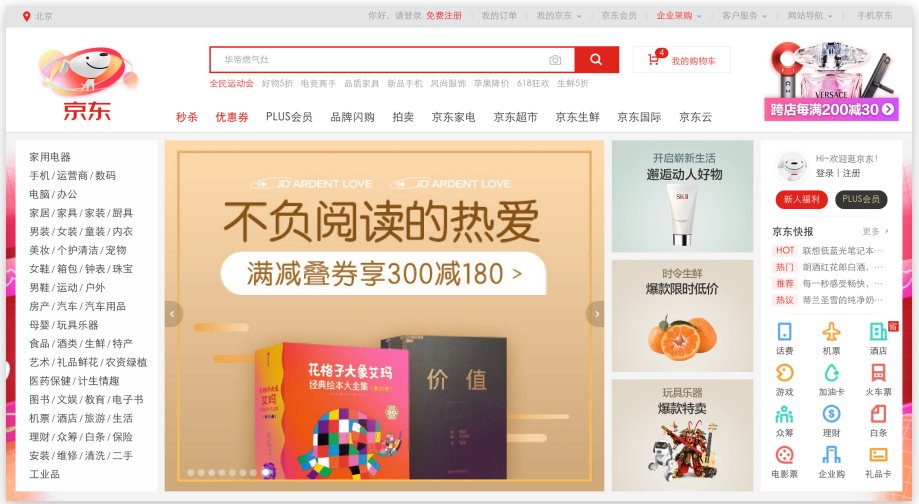 北京
你好，请登录 免费注册 | 我的订单 | 我的京东 | 京东会员 | 企业采购 | 客户服务 | 网站导航 | 手机京东
京东
华帝燃气灶
4
我的购物车
全民运动会 好物5折 电竞高手 品质家具 新品手机 风尚服饰 苹果降价 618狂欢 生鲜5折
秒杀 优惠券 PLUS会员 品牌闪购 拍卖 京东家电 京东超市 京东生鲜 京东国际 京东云
VERSACE
跨店每满200减30
家用电器
手机/运营商/数码
电脑/办公
家居/家具/家装/厨具
男装/女装/童装/内衣
美妆/个护清洁/宠物
女鞋/箱包/钟表/珠宝
男鞋/运动/户外
房产/汽车/汽车用品
母婴/玩具乐器
食品/酒类/生鲜/特产
艺术/礼品鲜花/农资绿植
医药保健/计生情趣
图书/文娱/教育/电子书
机票/酒店/旅游/生活
理财/众筹/白条/保险
安装/维修/清洗/二手
工业品
JD ARDENT LOVE JD ARDENT LOVE
不负阅读的热爱
满减叠券享300减180 >
花格子大象艾玛
经典绘本大全集
价值
开启崭新生活
邂逅动人好物
SK-II
时令生鲜
爆款限时低价
玩具乐器
爆款特卖
Hi~欢迎逛京东!
登录 | 注册
新人福利 PLUS会员
京东快报 更多 >
HOT 联想低蓝光笔记本···
热门 朗酒红花郎白酒，···
推荐 每一秒感受畅快，···
热议 蒂兰圣雪的纯净奶···
省
话费 机票 酒店
游戏 加油卡 火车票
众筹 理财 白条
电影票 企业购 礼品卡